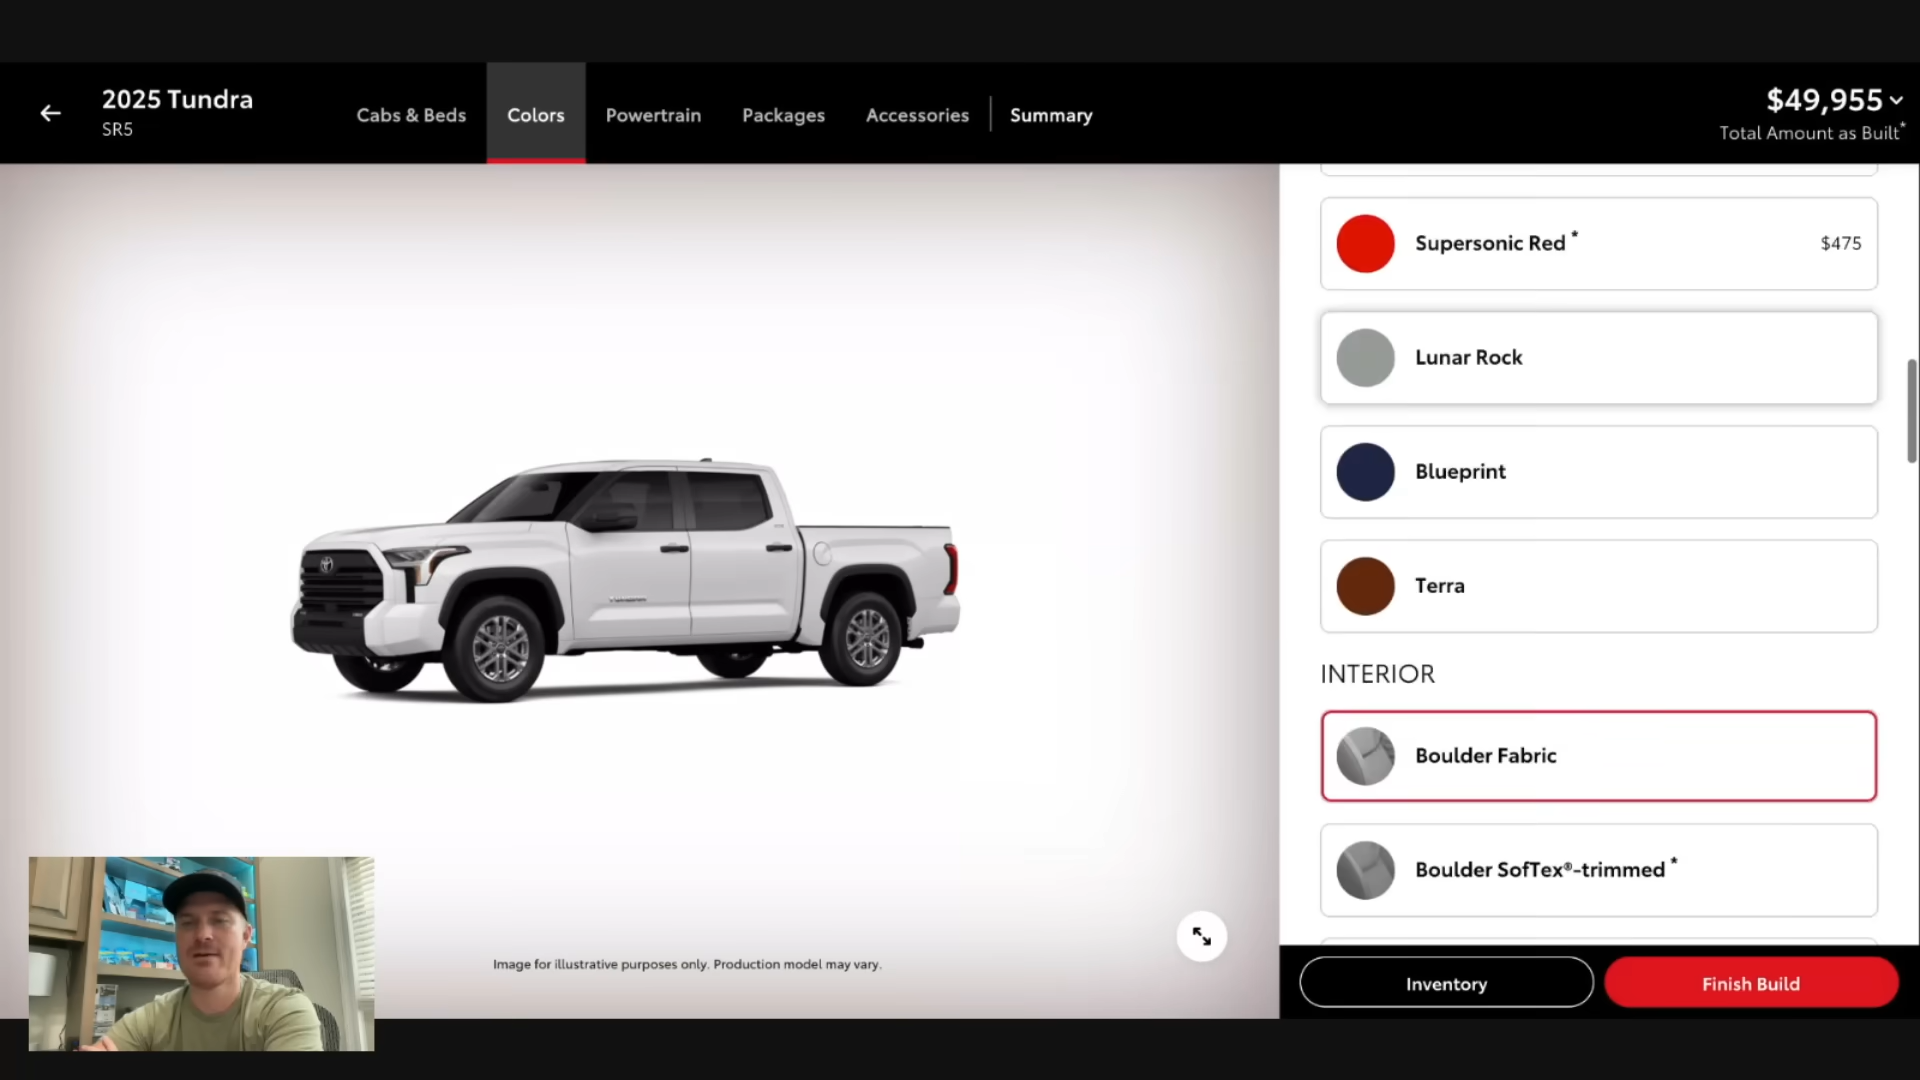 2025 Tundra
SR5
Cabs & Beds
Colors
Powertrain
Packages
Accessories
Summary
$49,955
Total Amount as Built*
Supersonic Red *
$475
Lunar Rock
Blueprint
Terra
INTERIOR
Boulder Fabric
Boulder SofTex®-trimmed *
Image for illustrative purposes only. Production model may vary.
Inventory
Finish Build